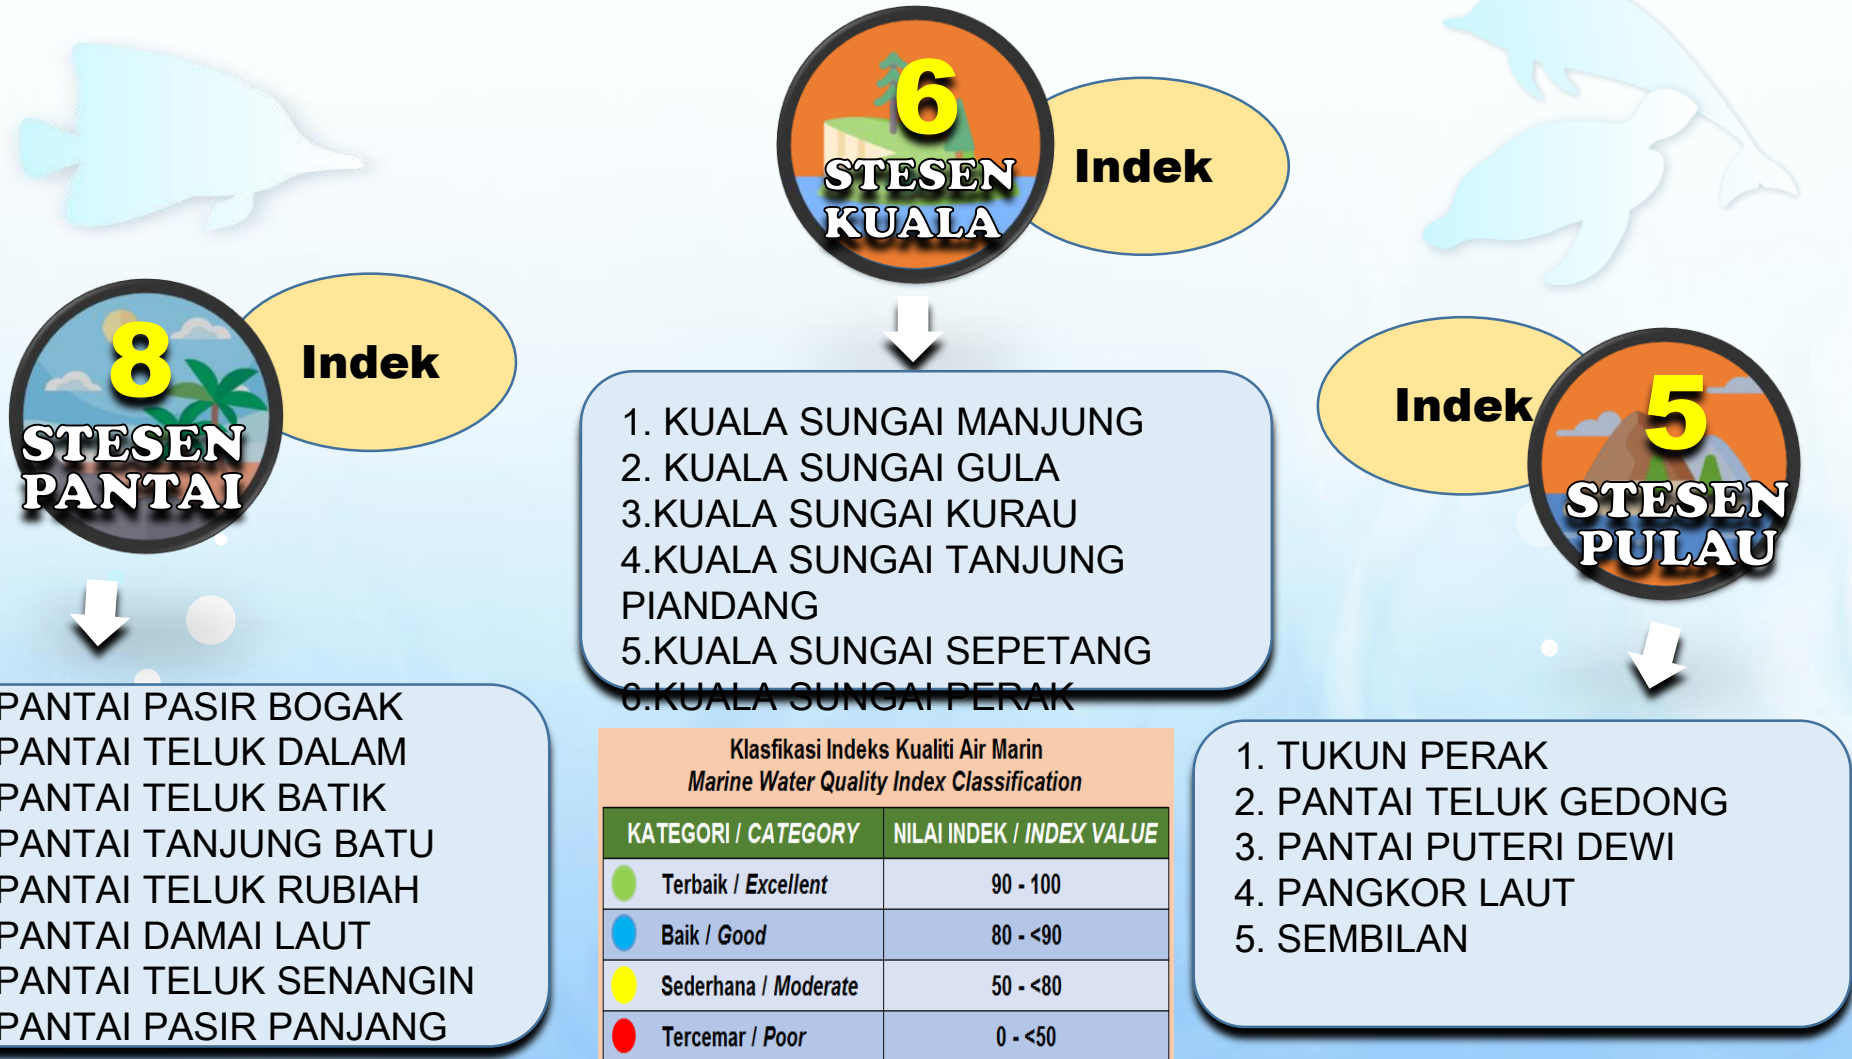 6
STESEN
KUALA
Indek
8
STESEN
PANTAI
Indek
Indek
5
STESEN
PULAU
1. KUALA SUNGAI MANJUNG
2. KUALA SUNGAI GULA
3.KUALA SUNGAI KURAU
4.KUALA SUNGAI TANJUNG
PIANDANG
5.KUALA SUNGAI SEPETANG
6.KUALA SUNGAI PERAK
PANTAI PASIR BOGAK
PANTAI TELUK DALAM
PANTAI TELUK BATIK
PANTAI TANJUNG BATU
PANTAI TELUK RUBIAH
PANTAI DAMAI LAUT
PANTAI TELUK SENANGIN
PANTAI PASIR PANJANG
Klasfikasi Indeks Kualiti Air Marin
Marine Water Quality Index Classification
KATEGORI / CATEGORY NILAI INDEK / INDEX VALUE
Terbaik / Excellent 90 - 100
Baik / Good 80 - <90
Sederhana / Moderate 50 - <80
Tercemar / Poor 0 - <50
1. TUKUN PERAK
2. PANTAI TELUK GEDONG
3. PANTAI PUTERI DEWI
4. PANGKOR LAUT
5. SEMBILAN